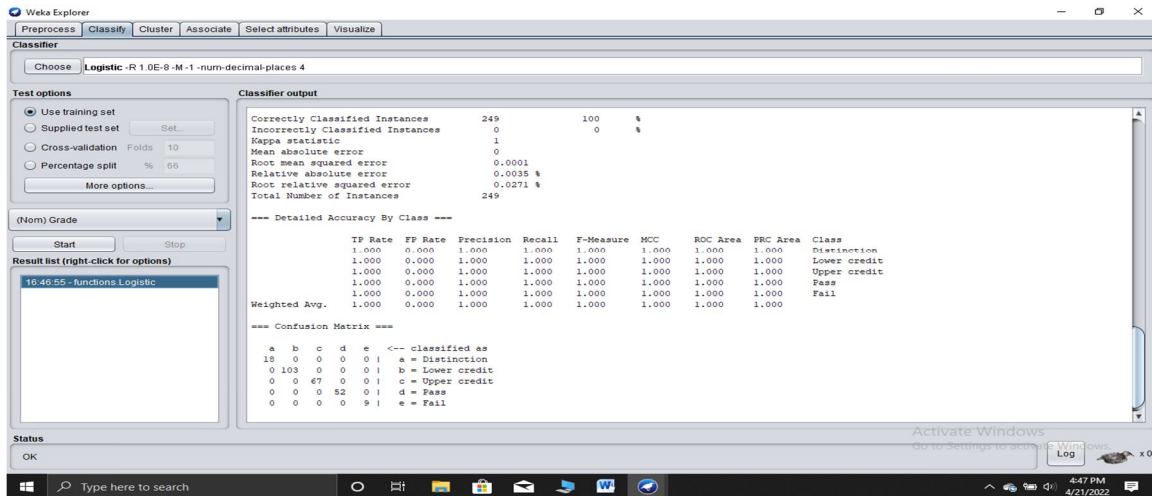 Weka Explorer
Preprocess Classify Cluster Associate Select attributes Visualize
Classifier
Choose Logistic -R 1.0E-8 -M -1 -num-decimal-places 4
Test options
Use training set
Supplied test set Set...
Cross-validation Folds 10
Percentage split % 66
More options...
(Nom) Grade
Start Stop
Result list (right-click for options)
16:46:55 - functions.Logistic
Classifier output
Correctly Classified Instances 249 100 %
Incorrectly Classified Instances 0 0 %
Kappa statistic 1
Mean absolute error 0
Root mean squared error 0.0001
Relative absolute error 0.0035 %
Root relative squared error 0.0271 %
Total Number of Instances 249
=== Detailed Accuracy By Class ===
TP Rate FP Rate Precision Recall F-Measure MCC ROC Area PRC Area Class
1.000 0.000 1.000 1.000 1.000 1.000 1.000 1.000 Distinction
1.000 0.000 1.000 1.000 1.000 1.000 1.000 1.000 Lower credit
1.000 0.000 1.000 1.000 1.000 1.000 1.000 1.000 Upper credit
1.000 0.000 1.000 1.000 1.000 1.000 1.000 1.000 Pass
1.000 0.000 1.000 1.000 1.000 1.000 1.000 1.000 Fail
Weighted Avg. 1.000 0.000 1.000 1.000 1.000 1.000 1.000 1.000
=== Confusion Matrix ===
a b c d e <-- classified as
18 0 0 0 0 | a = Distinction
0 103 0 0 0 | b = Lower credit
0 0 67 0 0 | c = Upper credit
0 0 0 52 0 | d = Pass
0 0 0 0 9 | e = Fail
Status
OK
Activate Windows
Go to Settings to activate Windows.
Log x 0
Type here to search
4:47 PM
4/21/2022